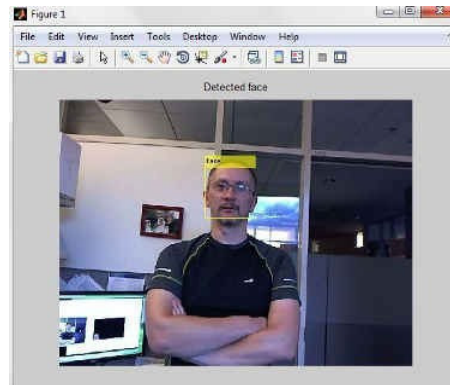 Figure 1
File Edit View Insert Tools Desktop Window Help
Detected face
Face